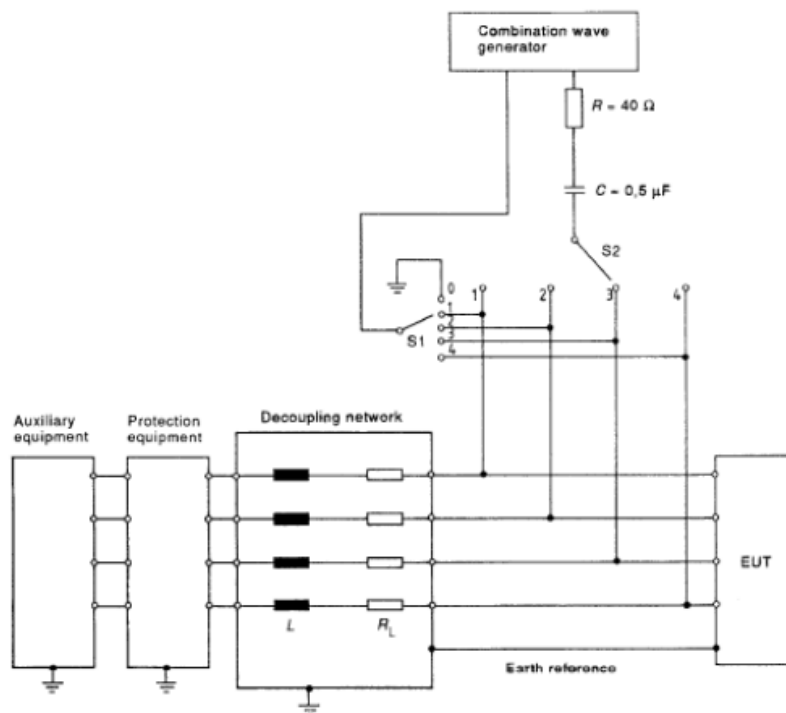 Combination wave
generator
R = 40 Ω
C = 0,5 μF
S2
0
1
2
3
4
S1
1
2
3
4
Auxiliary
equipment
Protection
equipment
Decoupling network
L
R_L
EUT
Earth reference